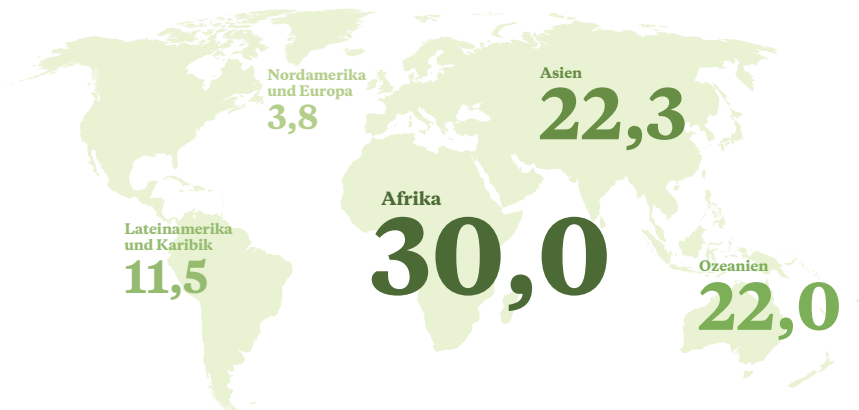 Nordamerika
und Europa
3,8
Asien
22,3
Afrika
30,0
Lateinamerika
und Karibik
11,5
Ozeanien
22,0